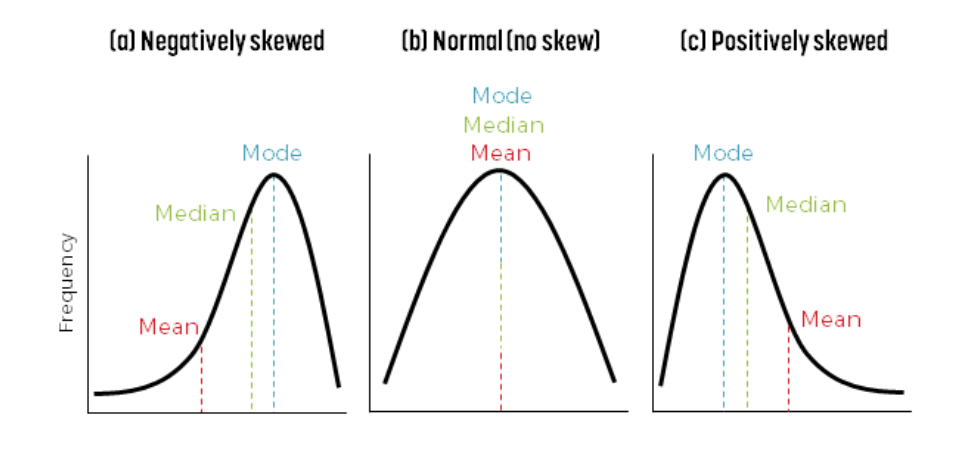 (a) Negatively skewed
(b) Normal (no skew)
(c) Positively skewed
Frequency
Mode
Median
Mean
Mode
Median
Mean
Mode
Median
Mean